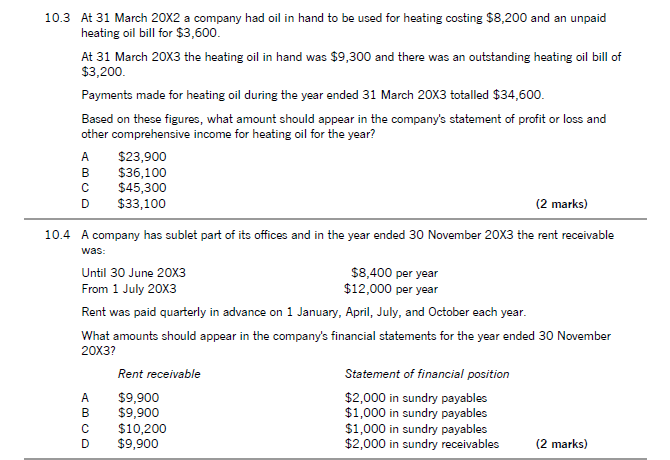 10.3 At 31 March 20X2 a company had oil in hand to be used for heating costing $8,200 and an unpaid
heating oil bill for $3,600.
At 31 March 20X3 the heating oil in hand was $9,300 and there was an outstanding heating oil bill of
$3,200.
Payments made for heating oil during the year ended 31 March 20X3 totalled $34,600.
Based on these figures, what amount should appear in the company's statement of profit or loss and
other comprehensive income for heating oil for the year?
A $23,900
B $36,100
C $45,300
D $33,100 (2 marks)
10.4 A company has sublet part of its offices and in the year ended 30 November 20X3 the rent receivable
was:
Until 30 June 20X3 $8,400 per year
From 1 July 20X3 $12,000 per year
Rent was paid quarterly in advance on 1 January, April, July, and October each year.
What amounts should appear in the company's financial statements for the year ended 30 November
20X3?
Rent receivable Statement of financial position
A $9,900 $2,000 in sundry payables
B $9,900 $1,000 in sundry payables
C $10,200 $1,000 in sundry payables
D $9,900 $2,000 in sundry receivables (2 marks)